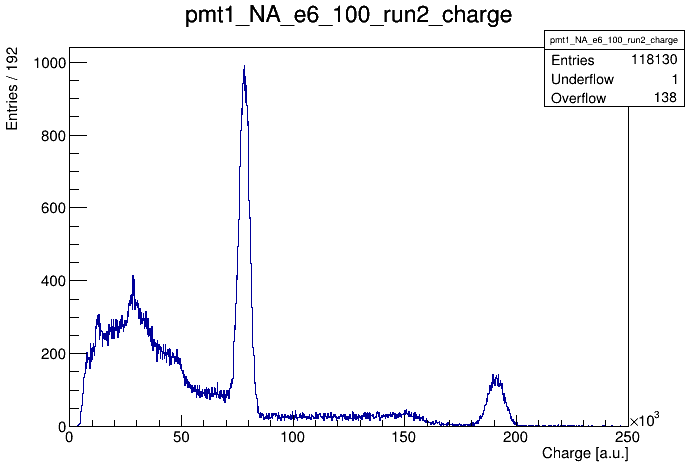 pmt1_NA_e6_100_run2_charge
pmt1_NA_e6_100_run2_charge
Entries 118130
Underflow 1
Overflow 138
Entries / 192
1000
800
600
400
200
0
0 50 100 150 200 250
×10³
Charge [a.u.]